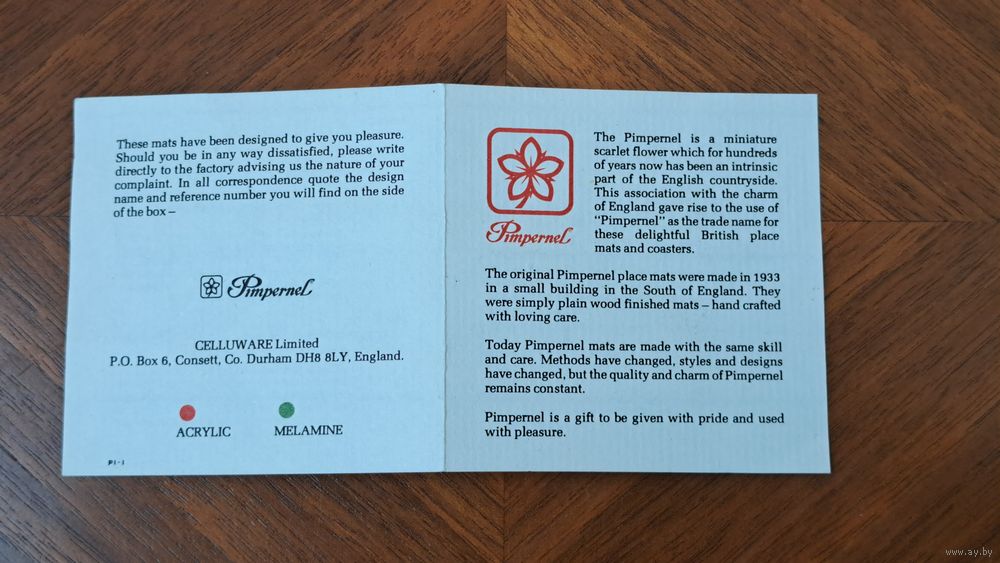 These mats have been designed to give you pleasure.
Should you be in any way dissatisfied, please write
directly to the factory advising us the nature of your
complaint. In all correspondence quote the design
name and reference number you will find on the side
of the box –
Pimpernel
CELLUWARE Limited
P.O. Box 6, Consett, Co. Durham DH8 8LY, England.
ACRYLIC
MELAMINE
P1-1
Pimpernel
The Pimpernel is a miniature
scarlet flower which for hundreds
of years now has been an intrinsic
part of the English countryside.
This association with the charm
of England gave rise to the use of
"Pimpernel" as the trade name for
these delightful British place
mats and coasters.
The original Pimpernel place mats were made in 1933
in a small building in the South of England. They
were simply plain wood finished mats – hand crafted
with loving care.
Today Pimpernel mats are made with the same skill
and care. Methods have changed, styles and designs
have changed, but the quality and charm of Pimpernel
remains constant.
Pimpernel is a gift to be given with pride and used
with pleasure.
www.ay.by